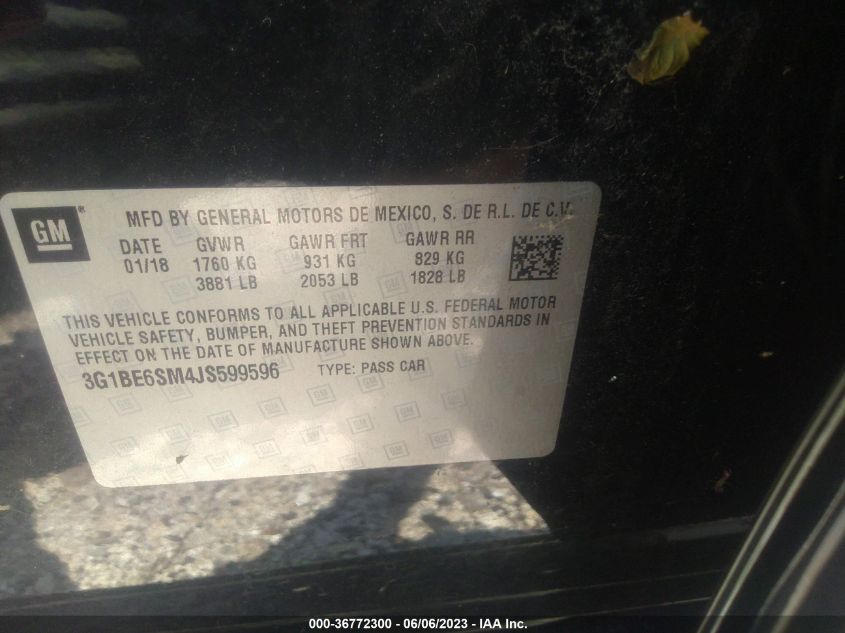 GM ®
MFD BY GENERAL MOTORS DE MEXICO, S. DE R.L. DE C.V.
DATE GVWR GAWR FRT GAWR RR
01/18 1760 KG 931 KG 829 KG
3881 LB 2053 LB 1828 LB
THIS VEHICLE CONFORMS TO ALL APPLICABLE U.S. FEDERAL MOTOR
VEHICLE SAFETY, BUMPER, AND THEFT PREVENTION STANDARDS IN
EFFECT ON THE DATE OF MANUFACTURE SHOWN ABOVE.
3G1BE6SM4JS599596 TYPE: PASS CAR
000-36772300 - 06/06/2023 - IAA Inc.